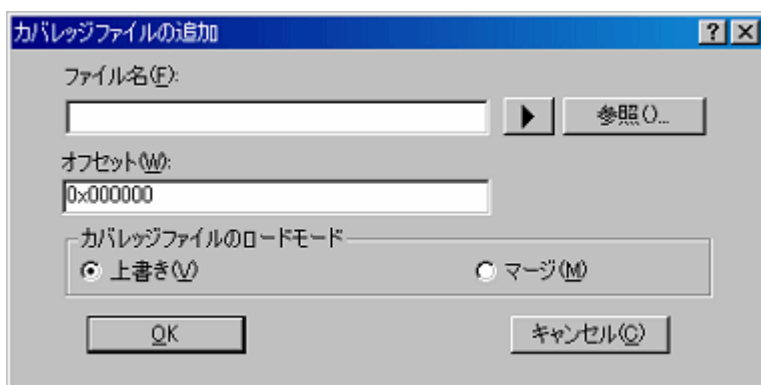 カバレッジファイルの追加
ファイル名(F):
参照()...
オフセット(W):
0x000000
カバレッジファイルのロードモード
上書き(V)
マージ(M)
OK
キャンセル(C)